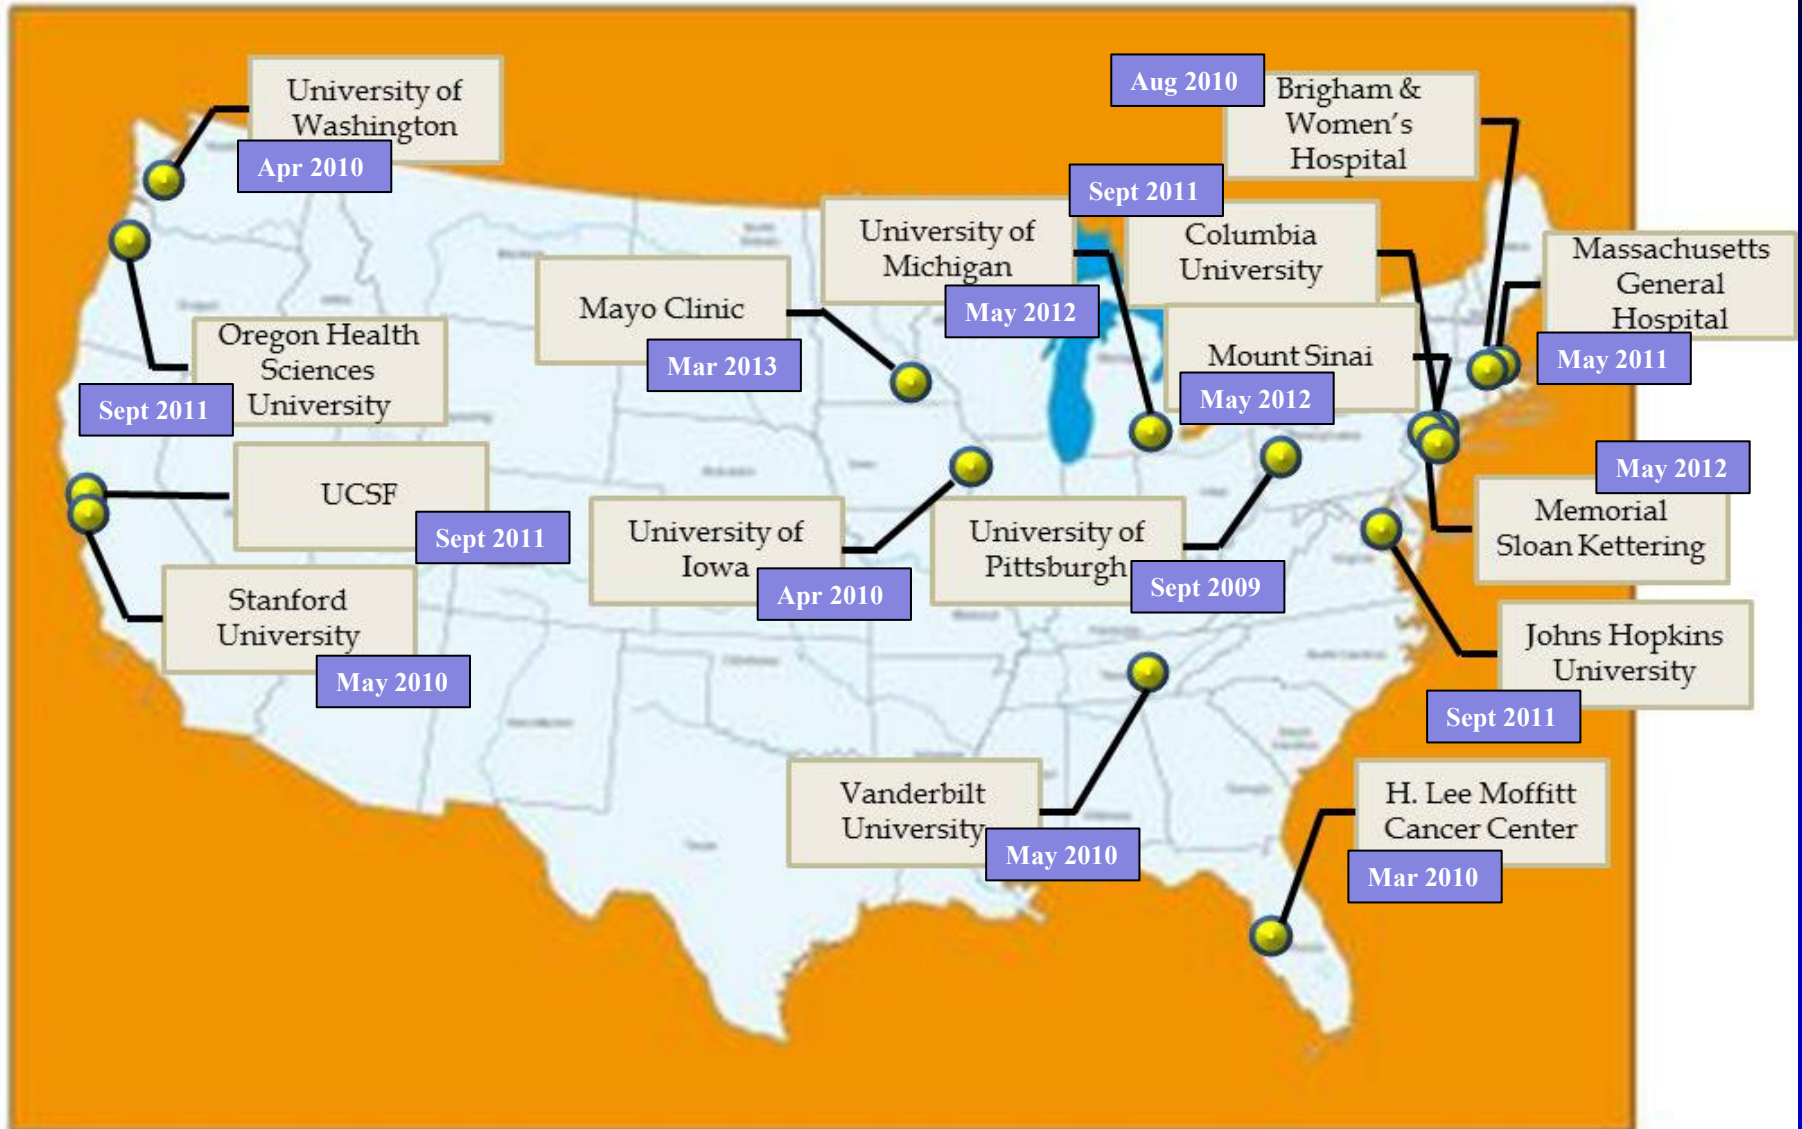 University of
Washington
Apr 2010
Aug 2010
Brigham &
Women's
Hospital
Sept 2011
University of
Michigan
May 2012
Columbia
University
Massachusetts
General
Hospital
May 2011
Mayo Clinic
Mar 2013
Mount Sinai
May 2012
Oregon Health
Sciences
University
Sept 2011
UCSF
Sept 2011
University of
Iowa
Apr 2010
University of
Pittsburgh
Sept 2009
May 2012
Memorial
Sloan Kettering
Stanford
University
May 2010
Johns Hopkins
University
Sept 2011
Vanderbilt
University
May 2010
H. Lee Moffitt
Cancer Center
Mar 2010